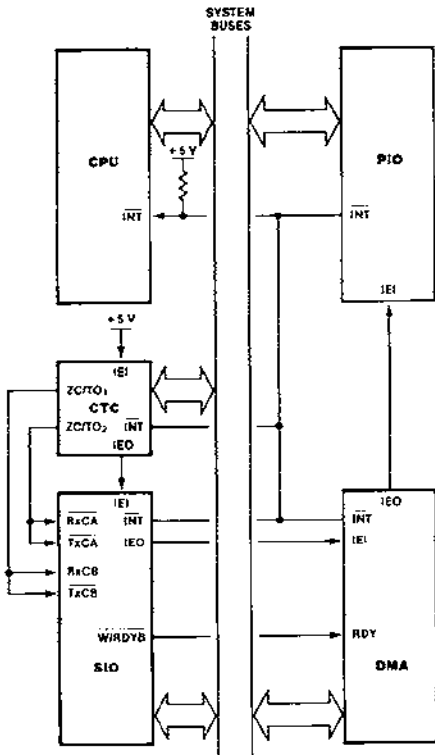 SYSTEM
BUSES
CPU
+5 V
INT
PIO
INT
IEI
+5 V
IEI
ZC/TO1
CTC
ZC/TO2
INT
IEO
IEI
RxCA
INT
TxCA
IEO
RxCB
TxCB
W/RDYB
SIO
IEO
INT
IEI
RDY
DMA